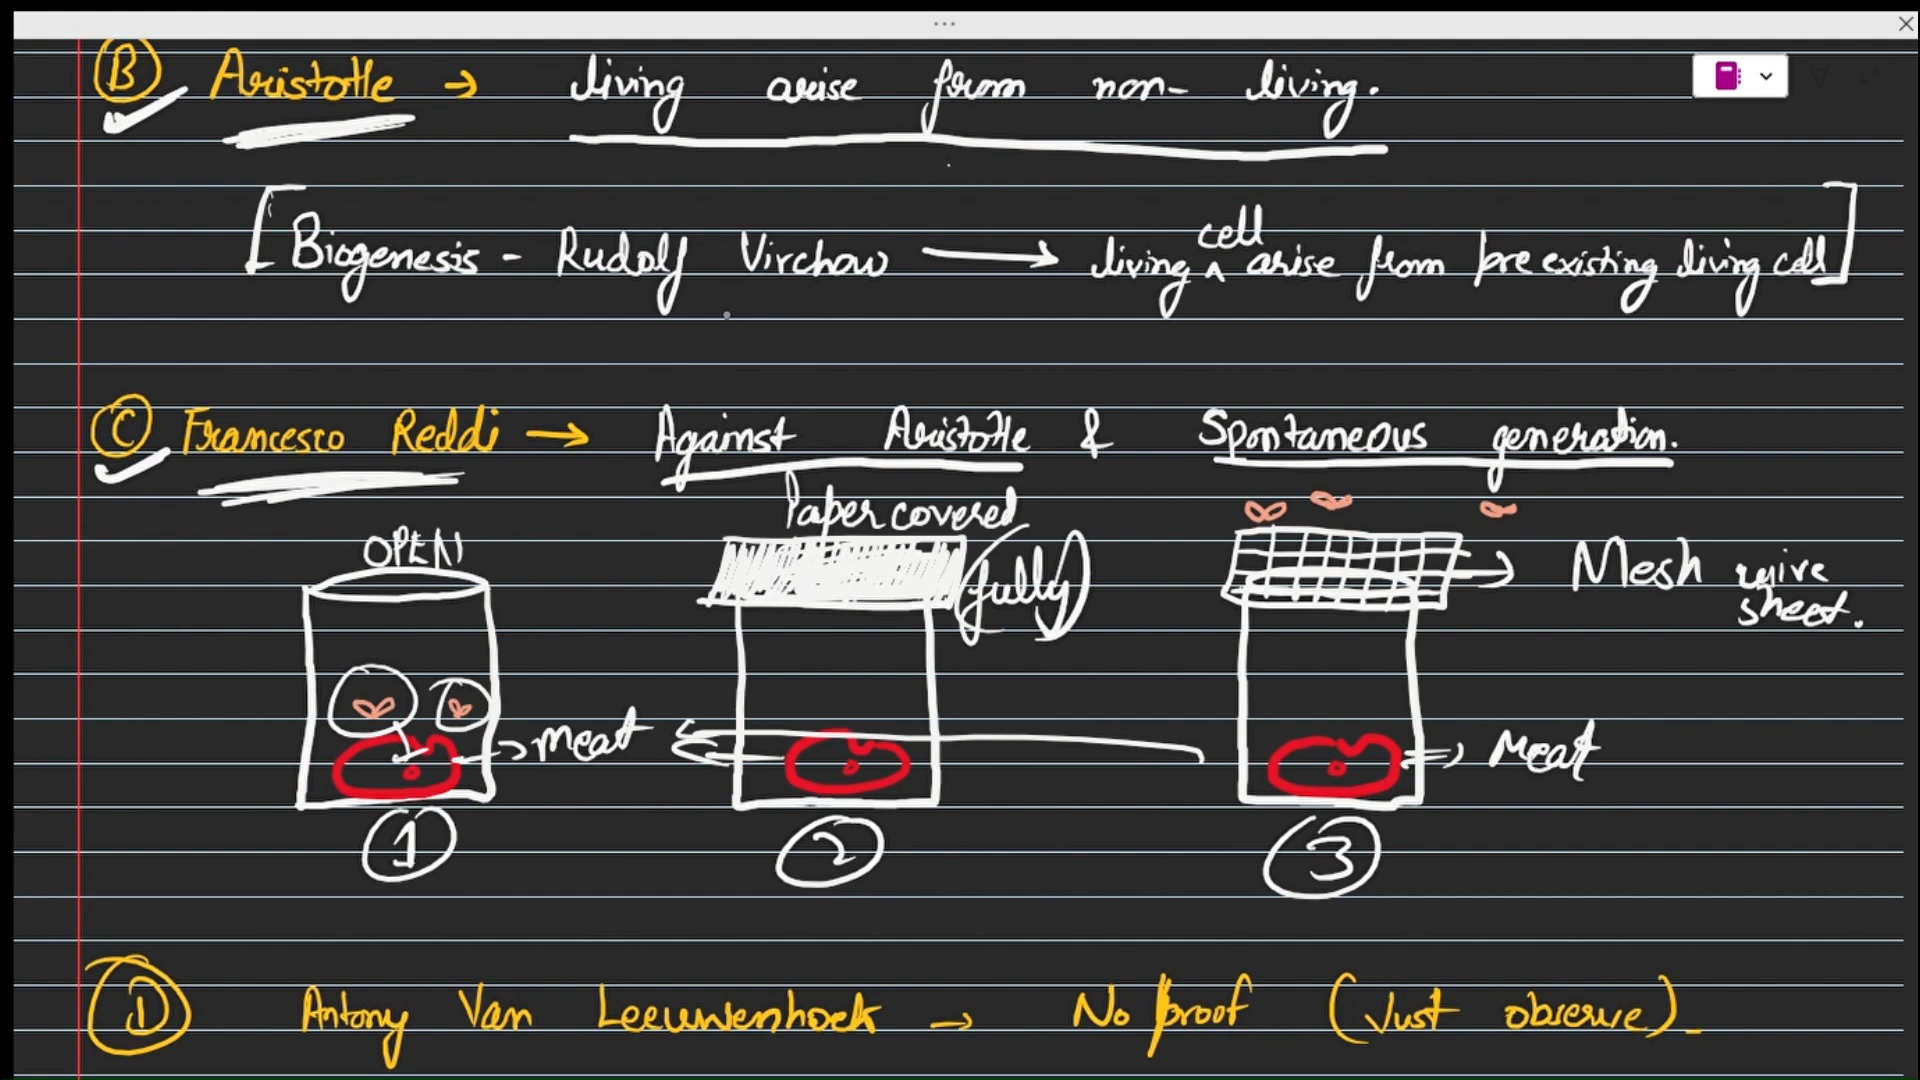 B Aristotle → living arise from non-living.
[Biogenesis - Rudolf Virchow → living ^ cell arise from pre existing living cell]
C Francesco Reddi → Against Aristotle & Spontaneous generation.
OPEN
Paper covered
(fully)
→ Mesh wire
sheet.
→ meat
⇒ Meat
1
2
3
D Antony Van Leeuwenhoek → No proof (Just observe).